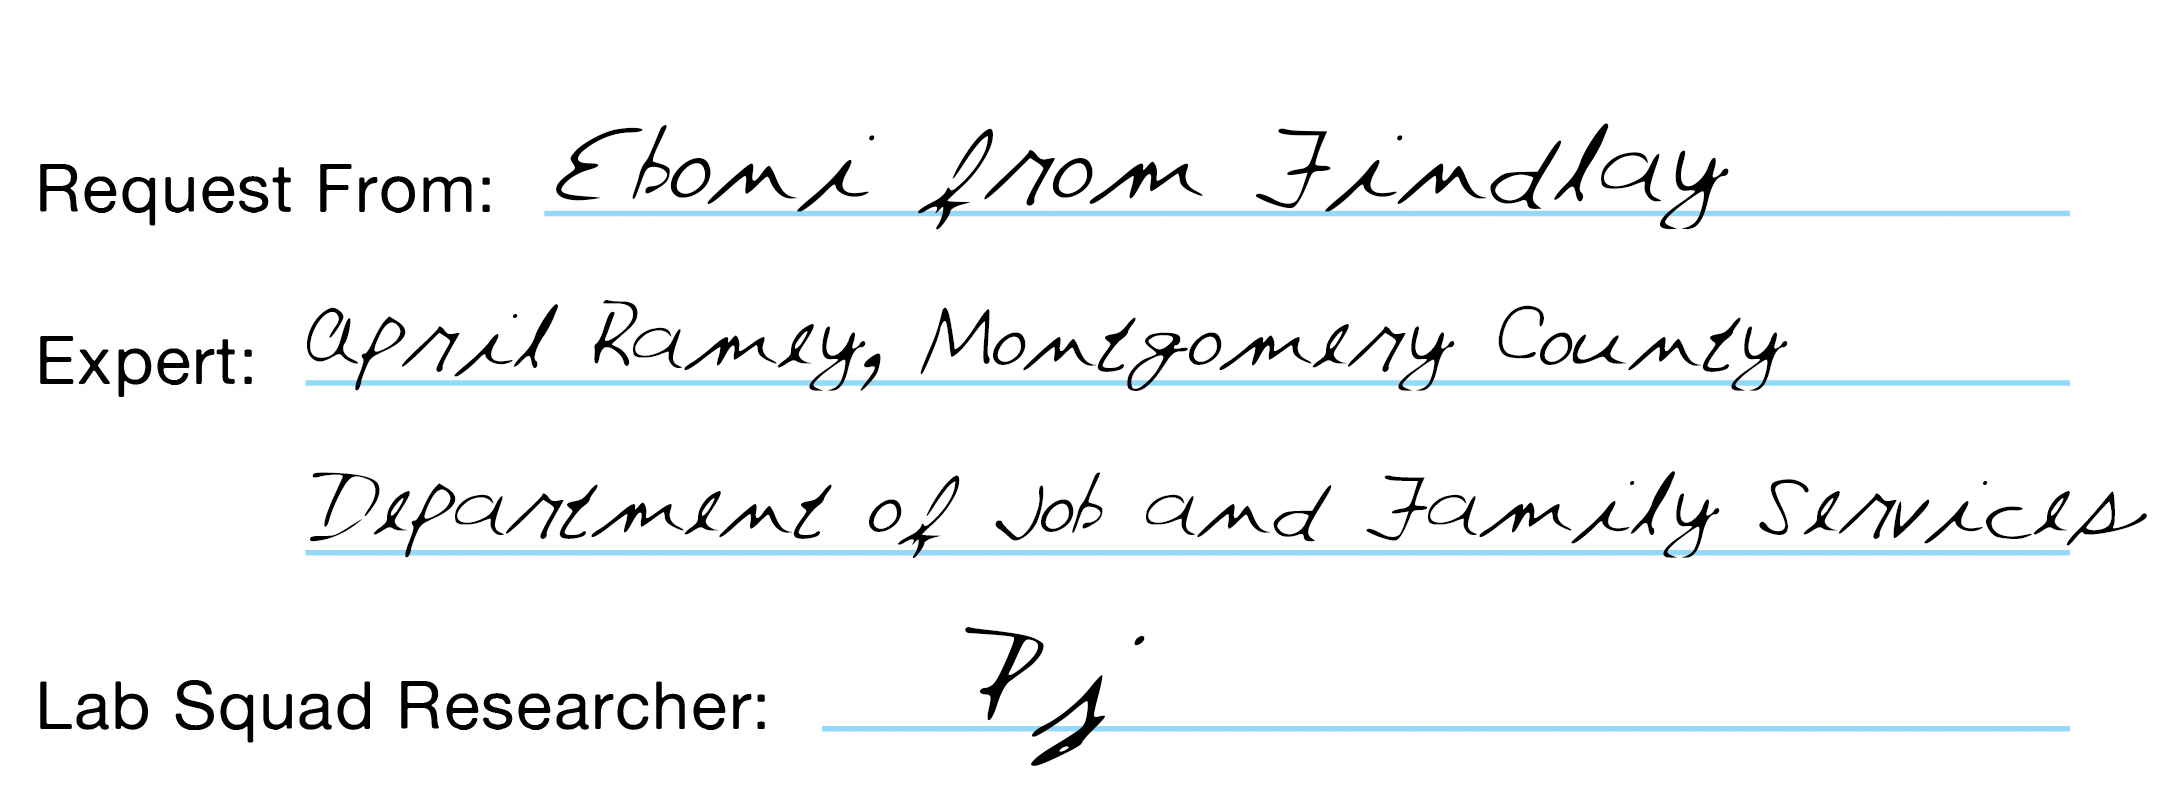 Request From: Eboni from Findlay
Expert: April Ramey, Montgomery County
Department of Job and Family Services
Lab Squad Researcher: Pj